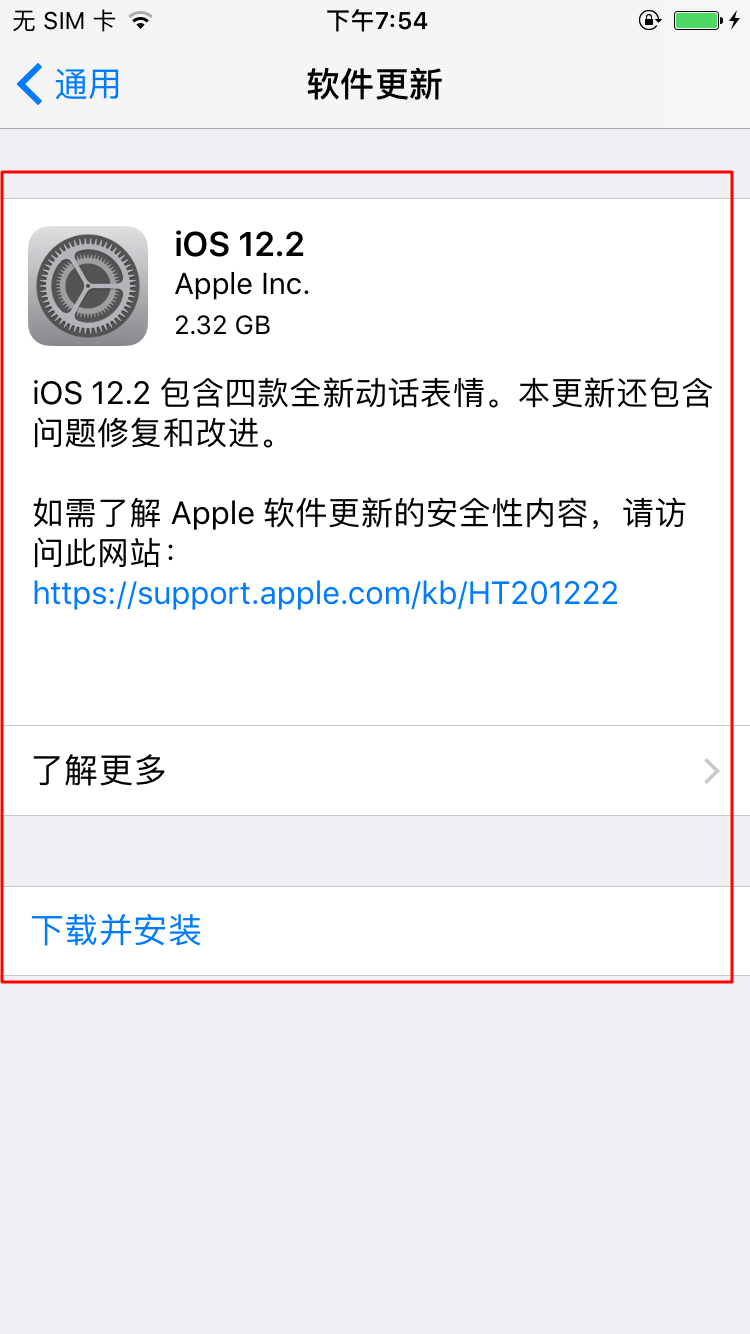 无 SIM 卡
下午7:54
通用
软件更新
iOS 12.2
Apple Inc.
2.32 GB
iOS 12.2 包含四款全新动话表情。本更新还包含
问题修复和改进。
如需了解 Apple 软件更新的安全性内容，请访
问此网站：
https://support.apple.com/kb/HT201222
了解更多
下载并安装